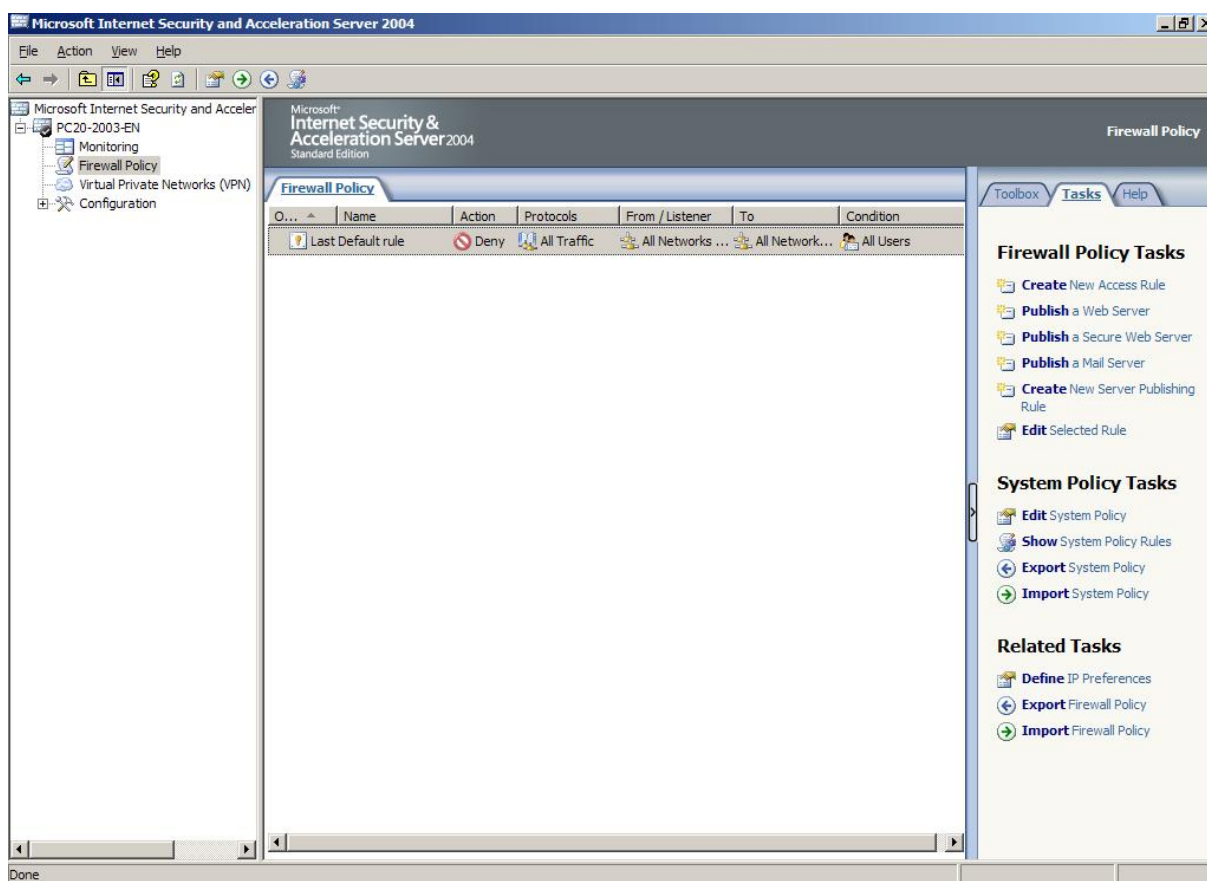 Microsoft Internet Security and Acceleration Server 2004
File Action View Help
Microsoft Internet Security and Acceler
PC20-2003-EN
Monitoring
Firewall Policy
Virtual Private Networks (VPN)
Configuration
Microsoft
Internet Security &
Acceleration Server 2004
Standard Edition
Firewall Policy
Firewall Policy
O... Name Action Protocols From / Listener To Condition
Last Default rule Deny All Traffic All Networks ... All Network... All Users
Toolbox Tasks Help
Firewall Policy Tasks
Create New Access Rule
Publish a Web Server
Publish a Secure Web Server
Publish a Mail Server
Create New Server Publishing
Rule
Edit Selected Rule
System Policy Tasks
Edit System Policy
Show System Policy Rules
Export System Policy
Import System Policy
Related Tasks
Define IP Preferences
Export Firewall Policy
Import Firewall Policy
Done